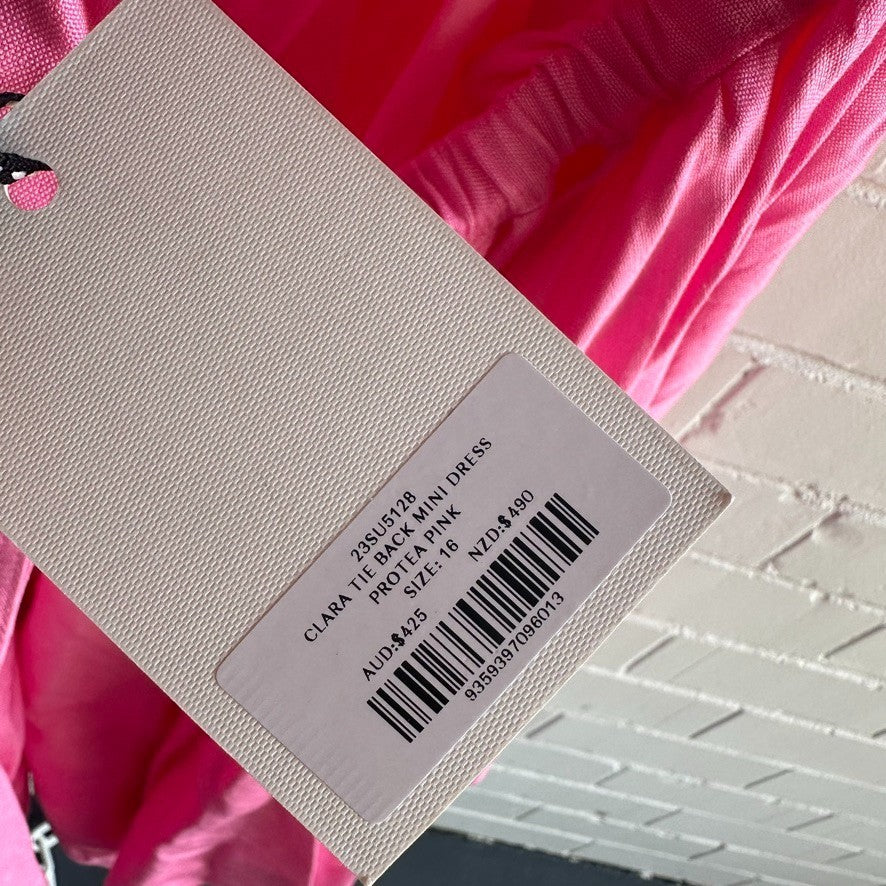 23SU5128
CLARA TIE BACK MINI DRESS
PROTEA PINK
SIZE: 16
AUD:$425 NZD:$490
9359397096013